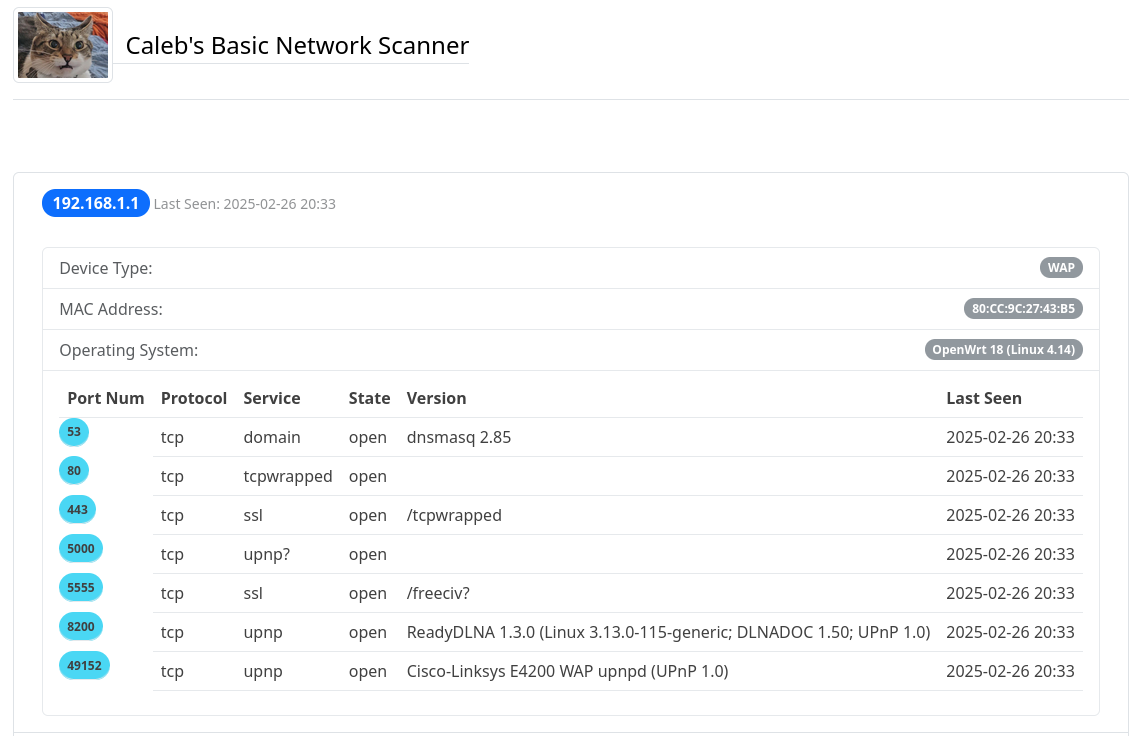 Caleb's Basic Network Scanner
192.168.1.1 Last Seen: 2025-02-26 20:33
Device Type: WAP
MAC Address: 80:CC:9C:27:43:B5
Operating System: OpenWrt 18 (Linux 4.14)
Port Num Protocol Service State Version Last Seen
53 tcp domain open dnsmasq 2.85 2025-02-26 20:33
80 tcp tcpwrapped open 2025-02-26 20:33
443 tcp ssl open /tcpwrapped 2025-02-26 20:33
5000 tcp upnp? open 2025-02-26 20:33
5555 tcp ssl open /freeciv? 2025-02-26 20:33
8200 tcp upnp open ReadyDLNA 1.3.0 (Linux 3.13.0-115-generic; DLNADOC 1.50; UPnP 1.0) 2025-02-26 20:33
49152 tcp upnp open Cisco-Linksys E4200 WAP upnpd (UPnP 1.0) 2025-02-26 20:33